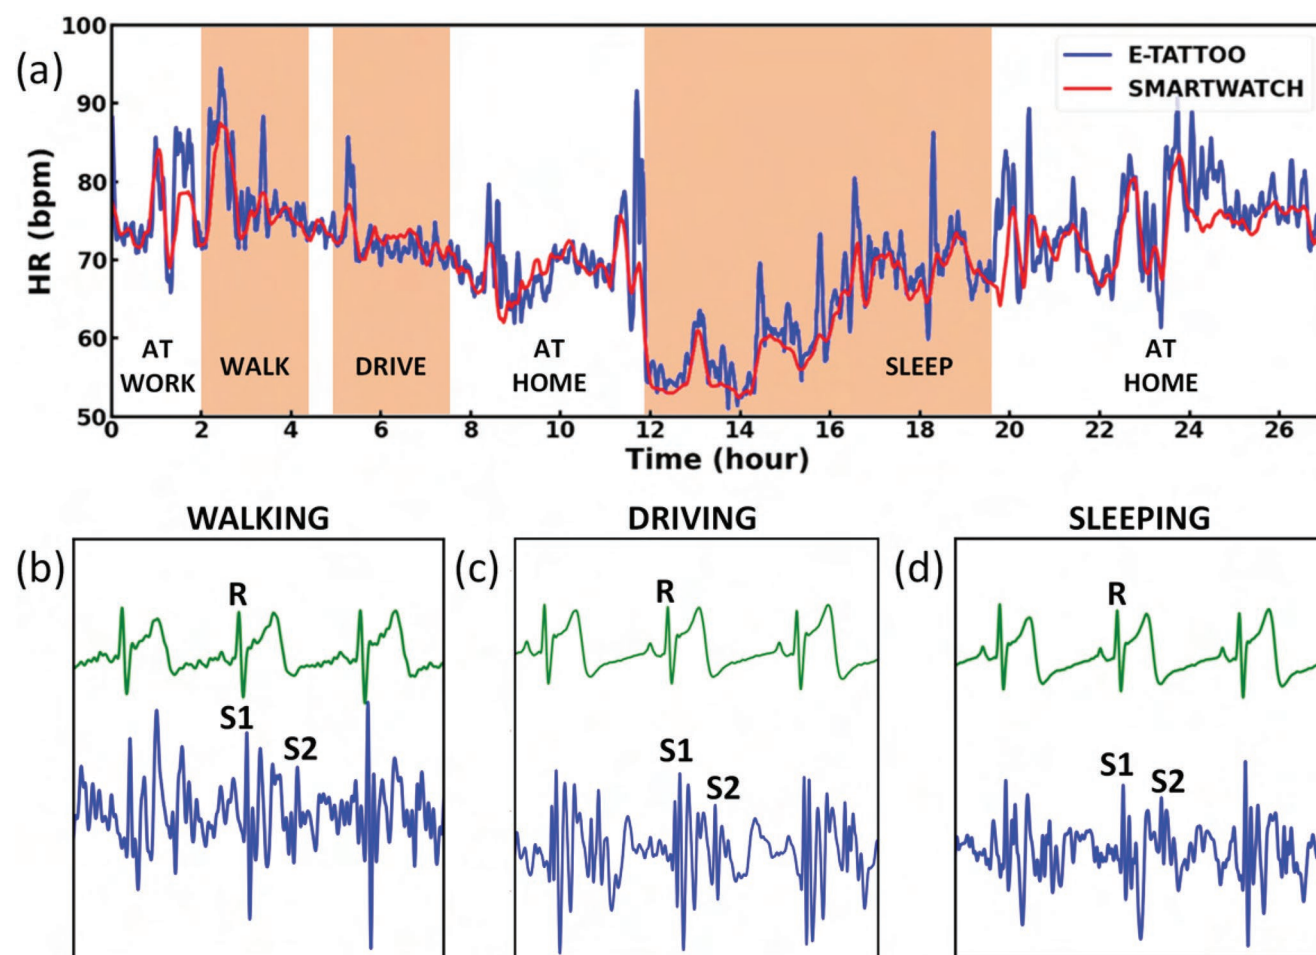 (a)
100
90
80
70
60
50
HR (bpm)
E-TATTOO
SMARTWATCH
AT
WORK
WALK
DRIVE
AT
HOME
SLEEP
AT
HOME
0 2 4 6 8 10 12 14 16 18 20 22 24 26
Time (hour)
WALKING
(b)
R
S1
S2
DRIVING
(c)
R
S1
S2
SLEEPING
(d)
R
S1
S2